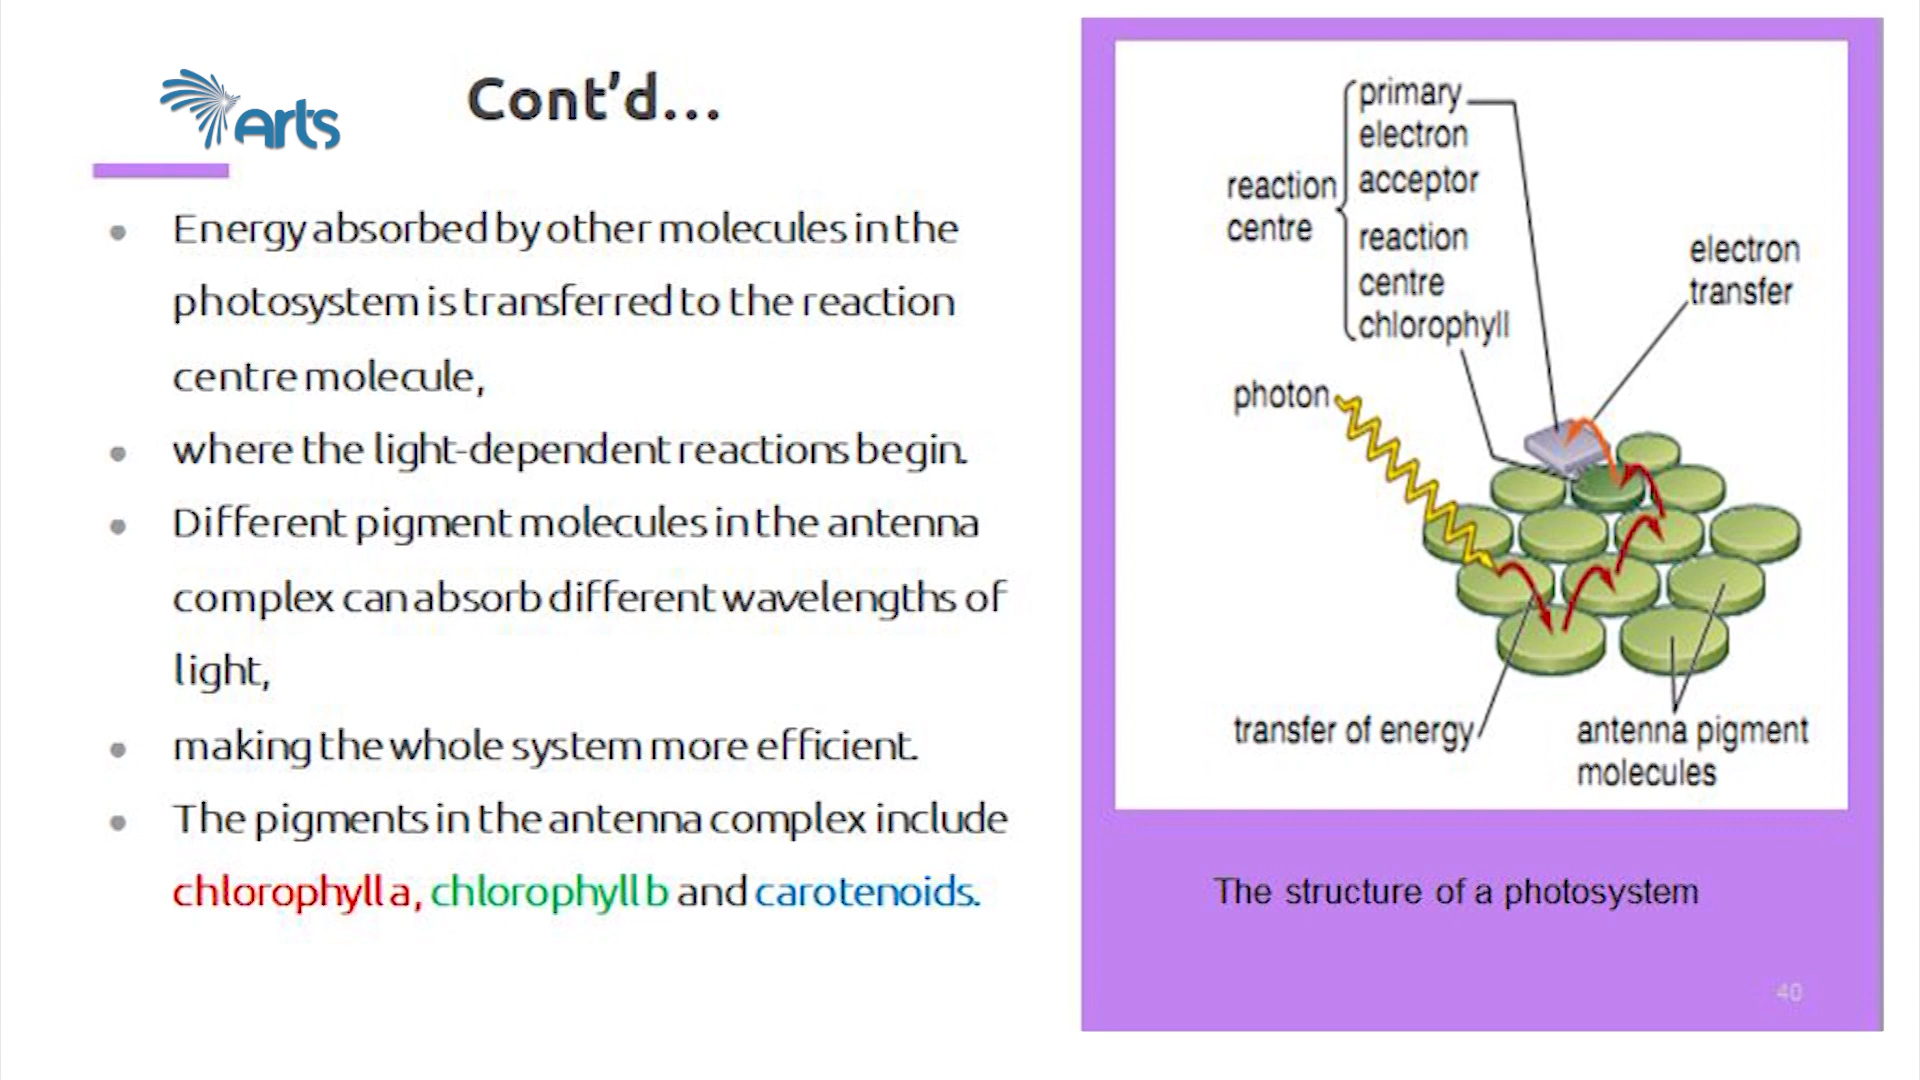 Arts
Cont'd...
Energy absorbed by other molecules in the
photosystem is transferred to the reaction
centre molecule,
where the light-dependent reactions begin.
Different pigment molecules in the antenna
complex can absorb different wavelengths of
light,
making the whole system more efficient.
The pigments in the antenna complex include
chlorophyll a, chlorophyll b and carotenoids.
primary
electron
acceptor
reaction
centre
reaction
centre
chlorophyll
electron
transfer
photon
transfer of energy
antenna pigment
molecules
The structure of a photosystem
40